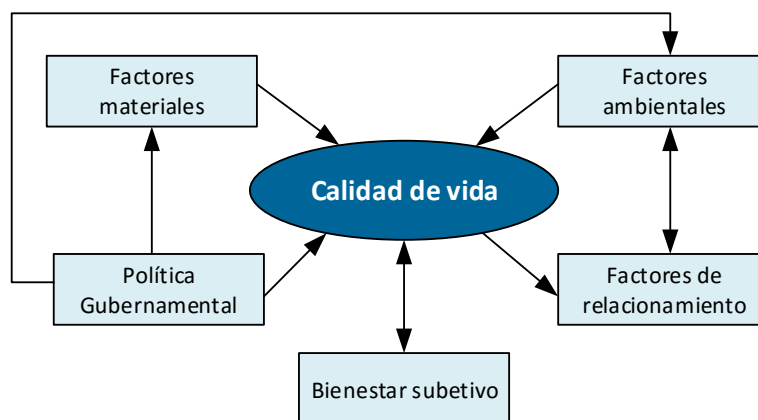 Factores
materiales
Factores
ambientales
Calidad de vida
Política
Gubernamental
Factores de
relacionamiento
Bienestar subetivo